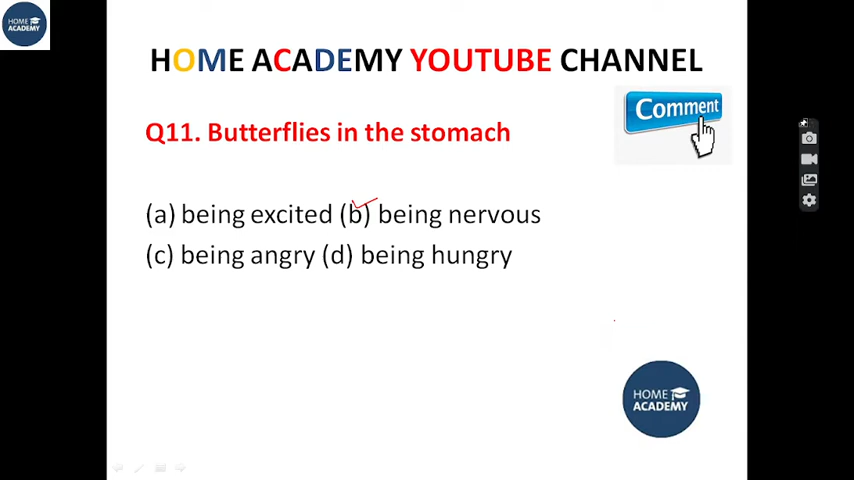 HOME
ACADEMY
HOME ACADEMY YOUTUBE CHANNEL
Comment
Q11. Butterflies in the stomach
(a) being excited (b) being nervous
(c) being angry (d) being hungry
HOME
ACADEMY